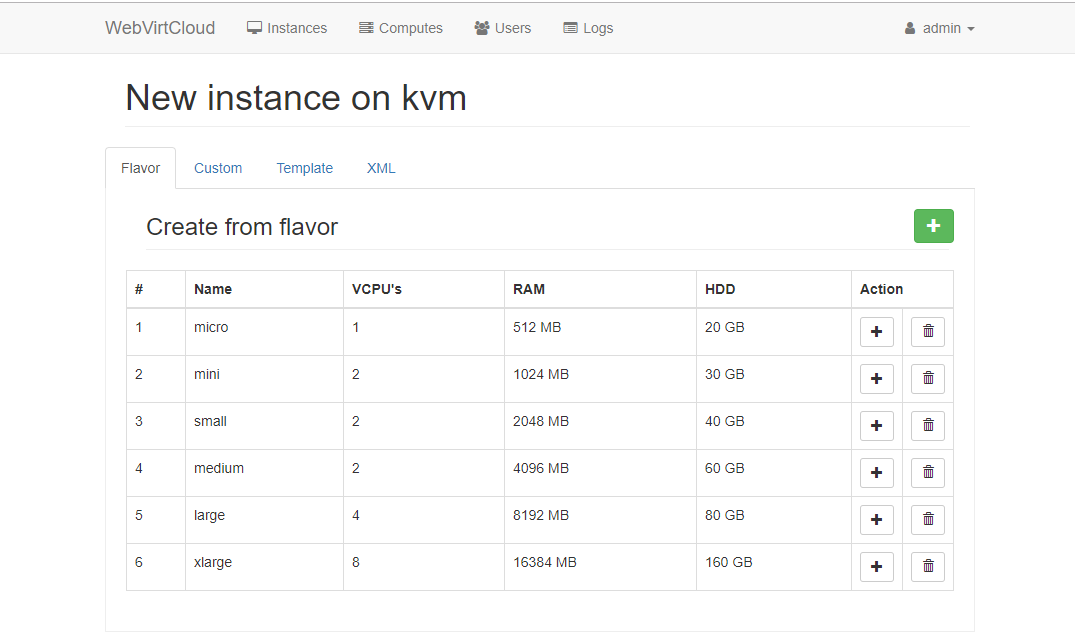 WebVirtCloud Instances Computes Users Logs admin
New instance on kvm
Flavor Custom Template XML
Create from flavor
# Name VCPU's RAM HDD Action
1 micro 1 512 MB 20 GB
2 mini 2 1024 MB 30 GB
3 small 2 2048 MB 40 GB
4 medium 2 4096 MB 60 GB
5 large 4 8192 MB 80 GB
6 xlarge 8 16384 MB 160 GB